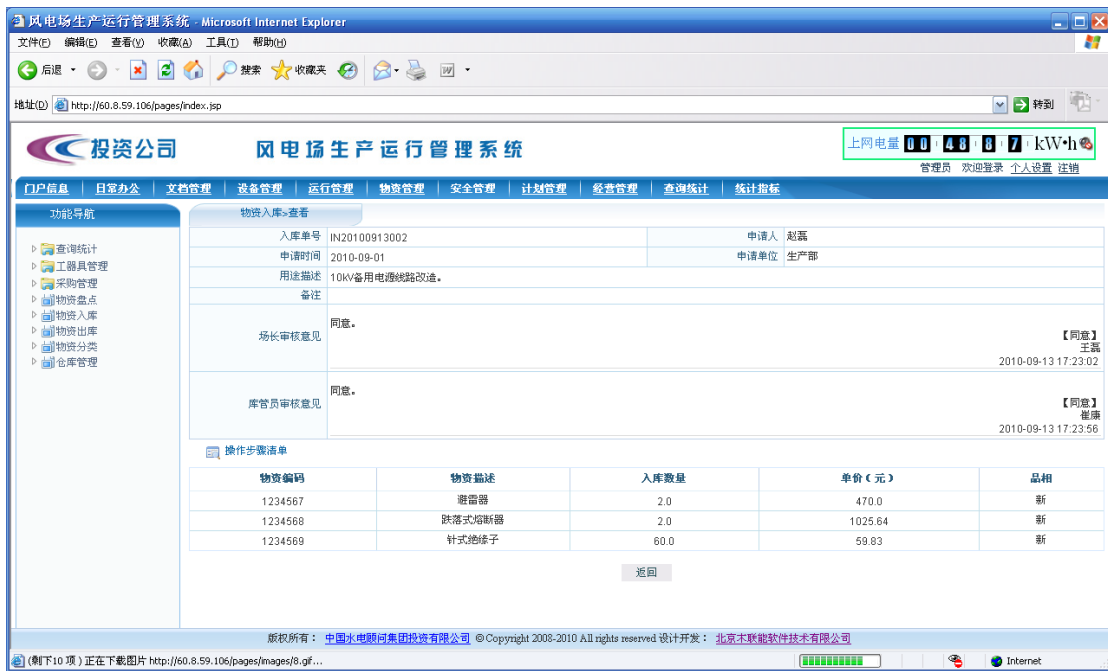 风电场生产运行管理系统 - Microsoft Internet Explorer
文件(F) 编辑(E) 查看(V) 收藏(A) 工具(T) 帮助(H)
后退 搜索 收藏夹
地址(D) http://60.8.59.106/pages/index.jsp 转到
投资公司 风电场生产运行管理系统 上网电量 00 48 8 7 kW•h
管理员 欢迎登录 个人设置 注销
门户信息 日常办公 文档管理 设备管理 运行管理 物资管理 安全管理 计划管理 经营管理 查询统计 统计指标
功能导航
查询统计
工器具管理
采购管理
物资盘点
物资入库
物资出库
物资分类
仓库管理
物资入库>查看
入库单号 IN20100913002 申请人 赵磊
申请时间 2010-09-01 申请单位 生产部
用途描述 10kV备用电源线路改造。
备注
场长审核意见 同意。
【同意】
王磊
2010-09-13 17:23:02
库管员审核意见 同意。
【同意】
崔康
2010-09-13 17:23:56
操作步骤清单
物资编码 物资描述 入库数量 单价(元) 品相
1234567 避雷器 2.0 470.0 新
1234568 跌落式熔断器 2.0 1025.64 新
1234569 针式绝缘子 60.0 59.83 新
返回
版权所有: 中国水电顾问集团投资有限公司 ©Copyright 2008-2010 All rights reserved 设计开发: 北京木联能软件技术有限公司
(剩下10 项)正在下载图片 http://60.8.59.106/pages/images/8.gif... Internet